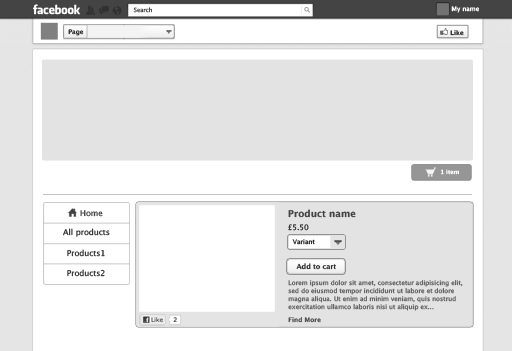 facebook
Search
My name
Page
Like
1 item
Home
All products
Products1
Products2
Product name
£5.50
Variant
Add to cart
Lorem ipsum dolor sit amet, consectetur adipisicing elit,
sed do eiusmod tempor incididunt ut labore et dolore
magna aliqua. Ut enim ad minim veniam, quis nostrud
exercitation ullamco laboris nisi ut aliquip ex...
Like 2
Find More